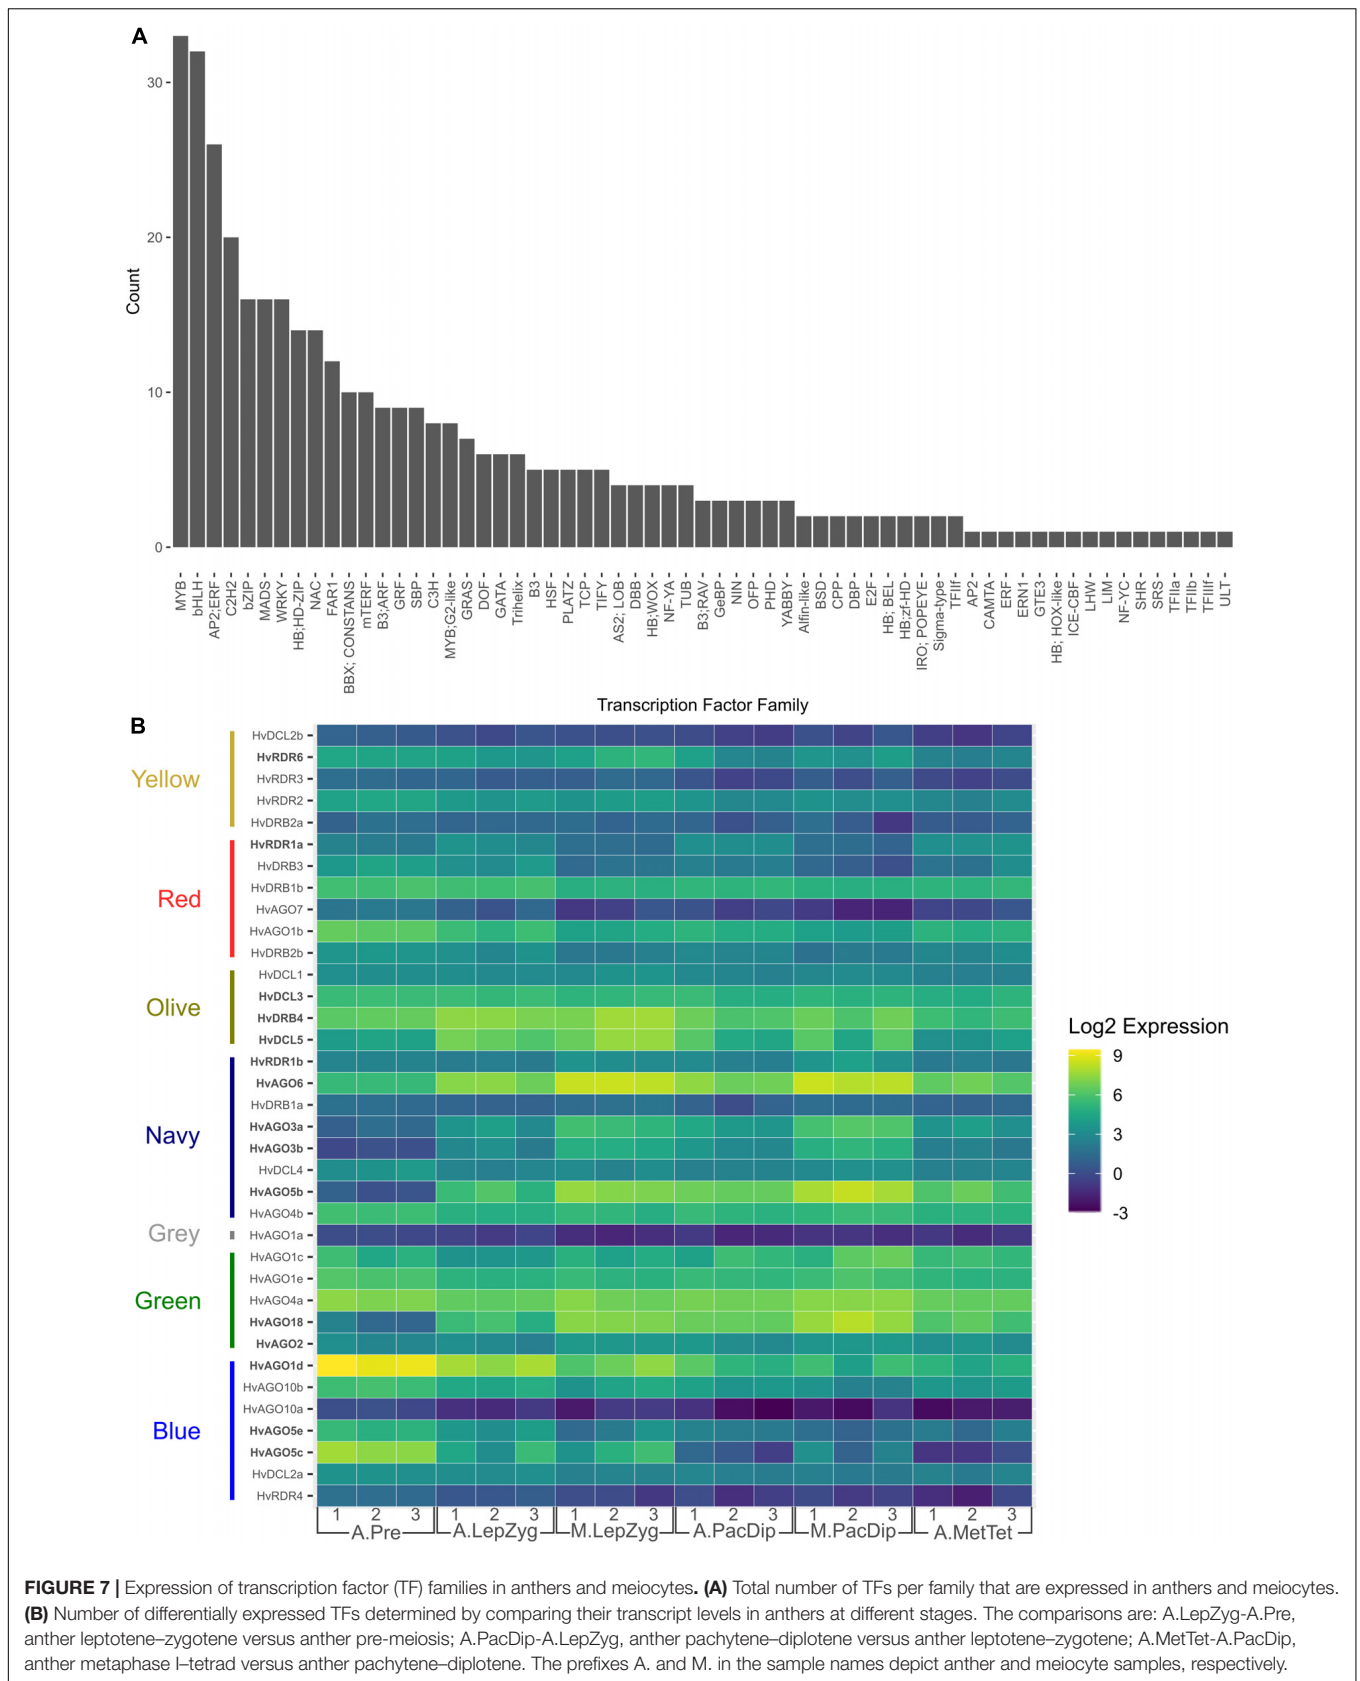 A
30
20
10
0
Count
MYB
bHLH
AP2;ERF
C2H2
bZIP
MADS
WRKY
HB;HD-ZIP
NAC
FAR1
BBX; CONSTANS
mTERF
B3;ARF
GRF
SBP
C3H
MYB;G2-like
GRAS
DOF
GATA
Trihelix
B3
HSF
PLATZ
TCP
TIFY
AS2; LOB
DBB
HB;WOX
NF-YA
TUB
B3;RAV
GeBP
NIN
OFP
PHD
YABBY
Alfin-like
BSD
CPP
DBP
E2F
HB; BEL
HB;zf-HD
IRO; POPEYE
Sigma-type
TFIIf
AP2
CAMTA
ERF
ERN1
GTE3
HB; HOX-like
ICE-CBF
LHW
LIM
NF-YC
SHR
SRS
TFIIa
TFIIb
TFIIIf
ULT
Transcription Factor Family
B
Yellow
HvDCL2b
HvRDR6
HvRDR3
HvRDR2
HvDRB2a
Red
HvRDR1a
HvDRB3
HvDRB1b
HvAGO7
HvAGO1b
HvDRB2b
Olive
HvDCL1
HvDCL3
HvDRB4
HvDCL5
Navy
HvRDR1b
HvAGO6
HvDRB1a
HvAGO3a
HvAGO3b
HvDCL4
HvAGO5b
HvAGO4b
Grey
HvAGO1a
Green
HvAGO1c
HvAGO1e
HvAGO4a
HvAGO18
HvAGO2
Blue
HvAGO1d
HvAGO10b
HvAGO10a
HvAGO5e
HvAGO5c
HvDCL2a
HvRDR4
1 2 3 1 2 3 1 2 3 1 2 3 1 2 3 1 2 3
A.Pre A.LepZyg M.LepZyg A.PacDip M.PacDip A.MetTet
Log2 Expression
9
6
3
0
-3
FIGURE 7 | Expression of transcription factor (TF) families in anthers and meiocytes. (A) Total number of TFs per family that are expressed in anthers and meiocytes.
(B) Number of differentially expressed TFs determined by comparing their transcript levels in anthers at different stages. The comparisons are: A.LepZyg-A.Pre,
anther leptotene–zygotene versus anther pre-meiosis; A.PacDip-A.LepZyg, anther pachytene–diplotene versus anther leptotene–zygotene; A.MetTet-A.PacDip,
anther metaphase I–tetrad versus anther pachytene–diplotene. The prefixes A. and M. in the sample names depict anther and meiocyte samples, respectively.